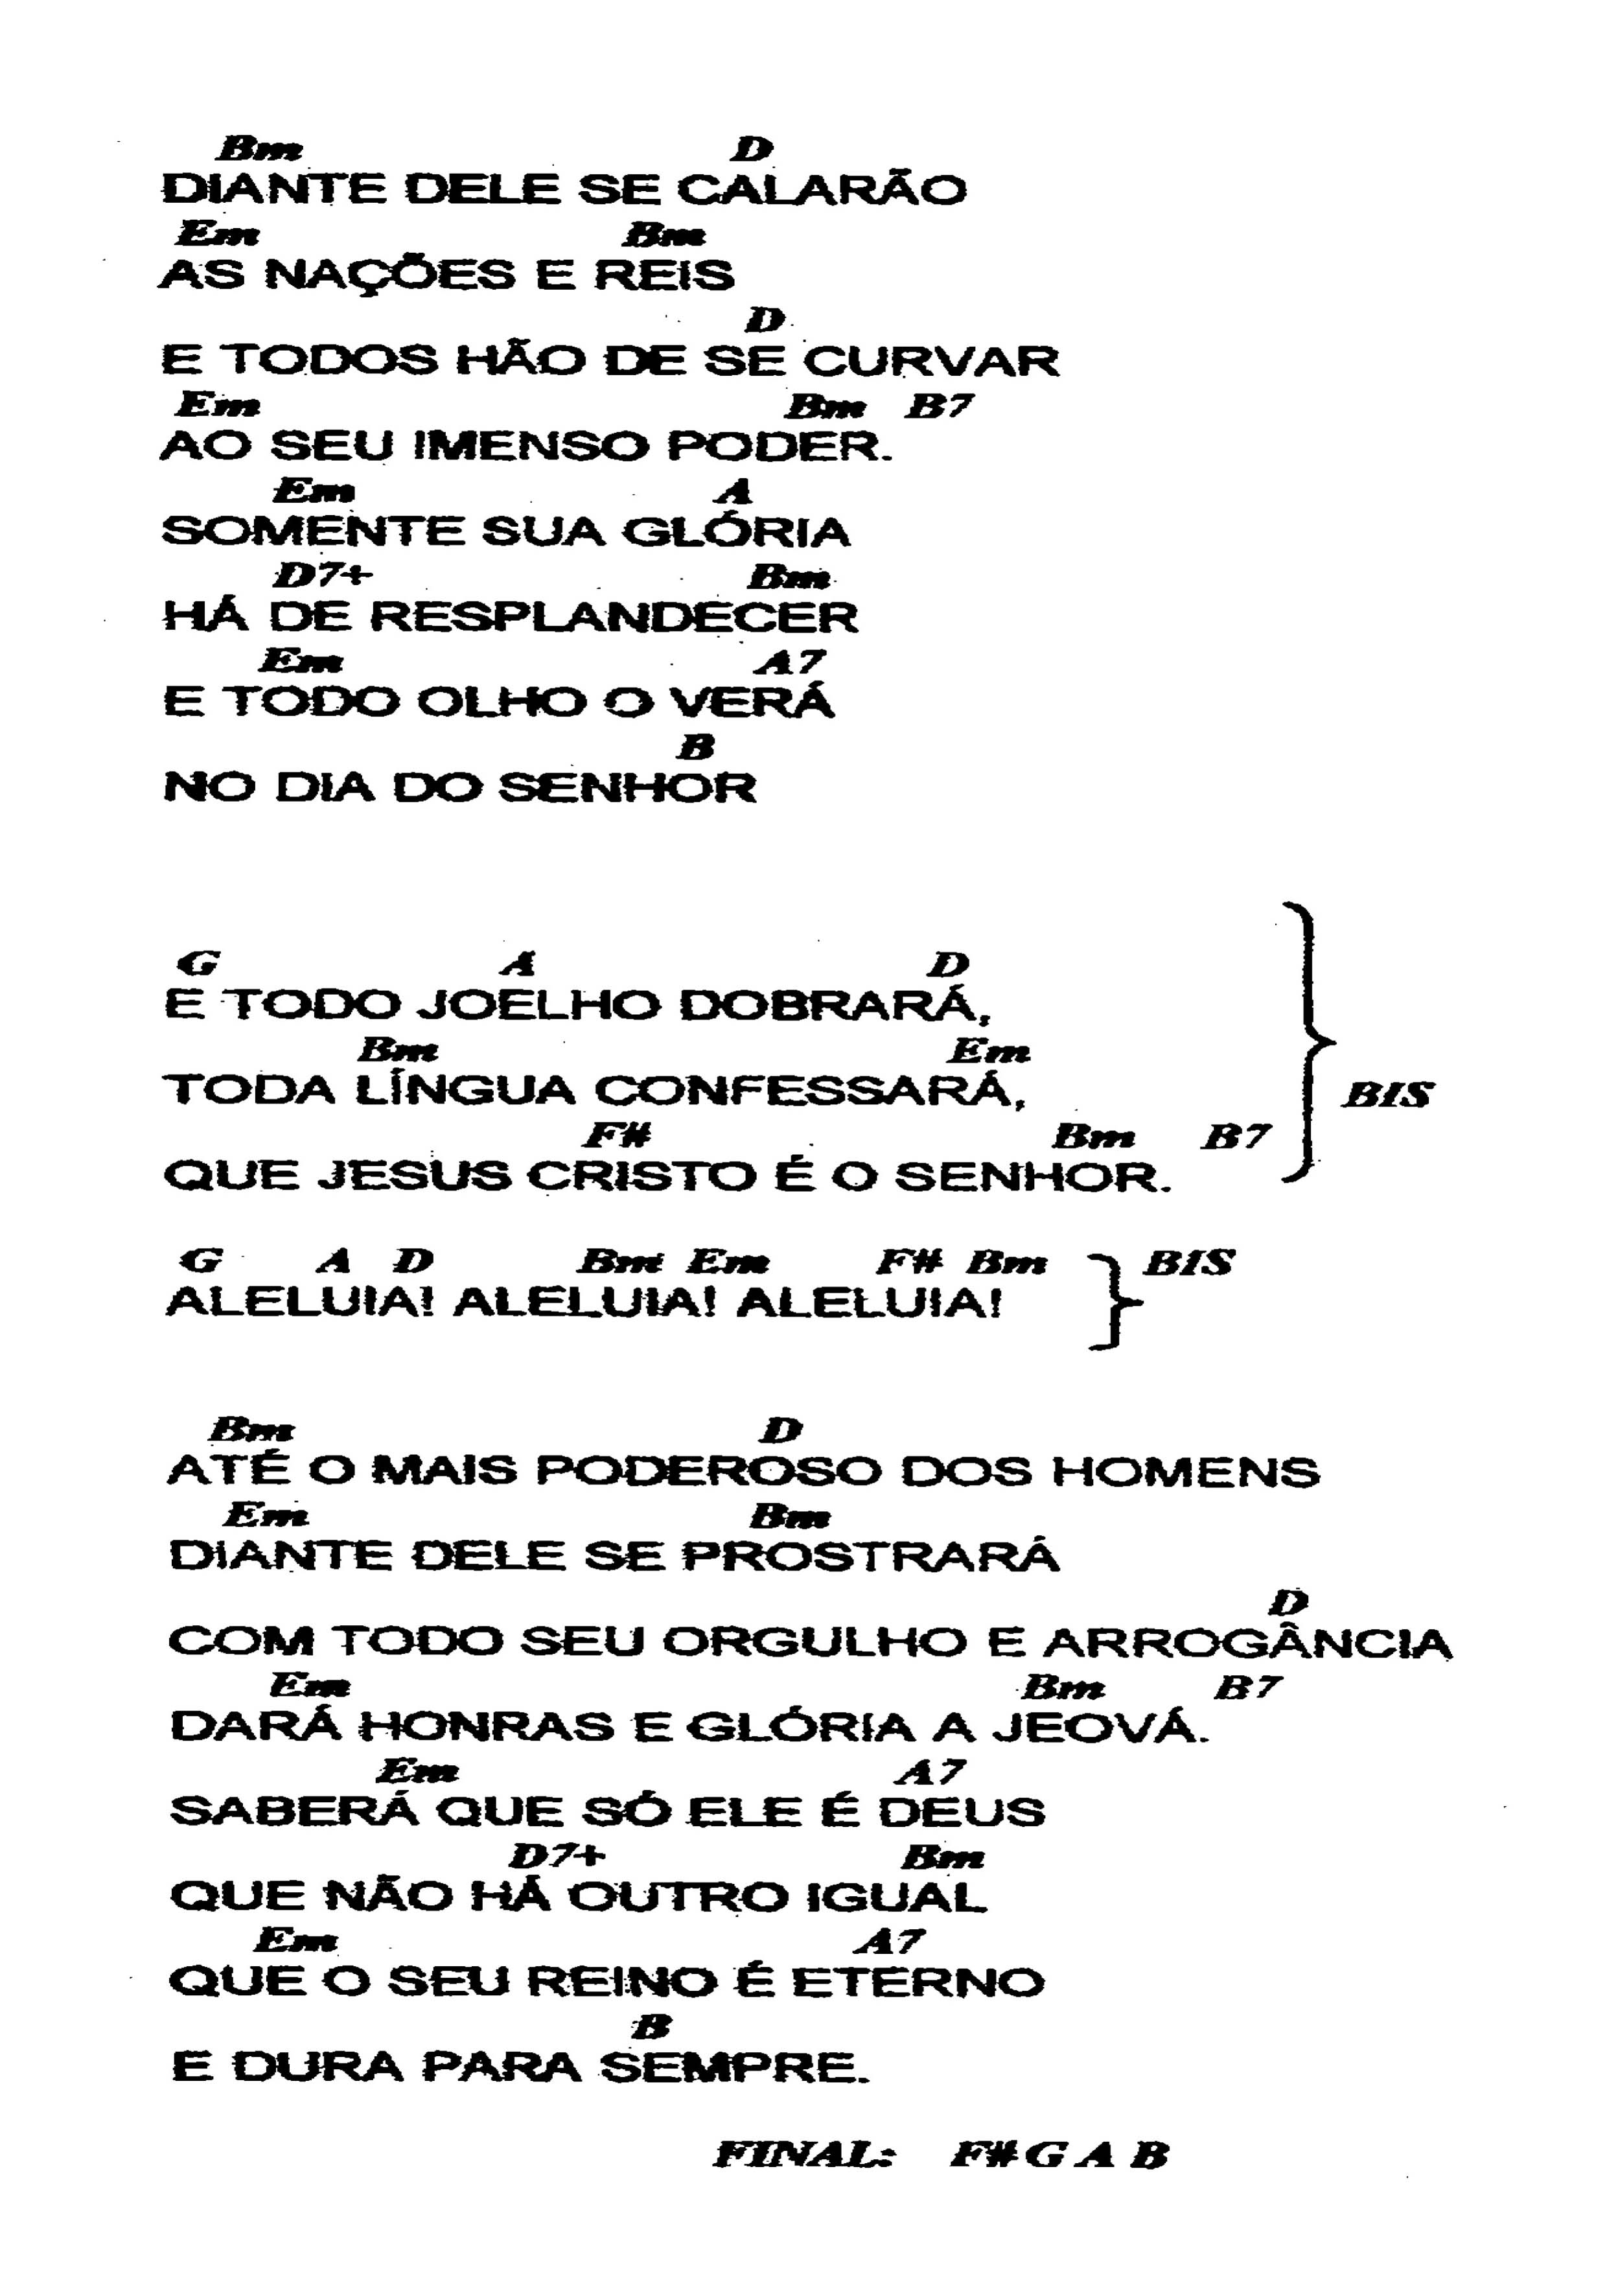 Bm D
DIANTE DELE SE CALARÃO
Em Bm
AS NAÇÕES E REIS
D
E TODOS HÃO DE SE CURVAR
Em Bm B7
AO SEU IMENSO PODER.
Em A
SOMENTE SUA GLÓRIA
D7+ Bm
HÁ DE RESPLANDECER
Em A7
E TODO OLHO O VERÁ
B
NO DIA DO SENHOR
G A D
E TODO JOELHO DOBRARÁ,
Bm Em
TODA LÍNGUA CONFESSARÁ,
BIS
F# Bm B7
QUE JESUS CRISTO É O SENHOR.
G A D Bm Em F# Bm BIS
ALELUIA! ALELUIA! ALELUIA!
Bm D
ATÉ O MAIS PODEROSO DOS HOMENS
Em Bm
DIANTE DELE SE PROSTRARÁ
D
COM TODO SEU ORGULHO E ARROGÂNCIA
Em Bm B7
DARÁ HONRAS E GLÓRIA A JEOVÁ.
Em A7
SABERÁ QUE SÓ ELE É DEUS
D7+ Bm
QUE NÃO HÁ OUTRO IGUAL
Em A7
QUE O SEU REINO É ETERNO
B
E DURA PARA SEMPRE.
FINAL: F# G A B